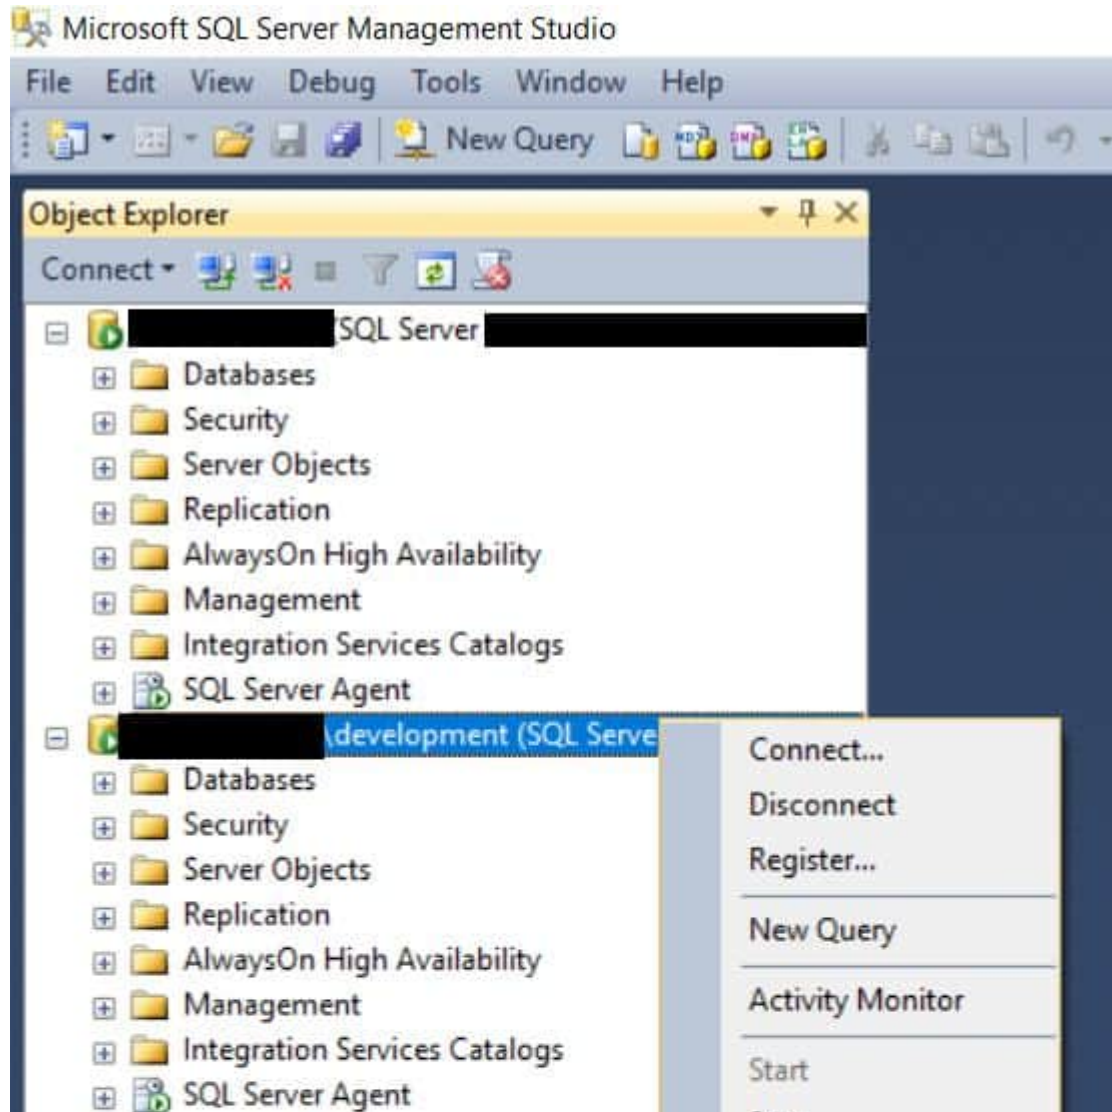 Microsoft SQL Server Management Studio
File Edit View Debug Tools Window Help
New Query
Object Explorer
Connect
(SQL Server
Databases
Security
Server Objects
Replication
AlwaysOn High Availability
Management
Integration Services Catalogs
SQL Server Agent
\development (SQL Serve
Connect...
Databases
Disconnect
Security
Register...
Server Objects
New Query
Replication
AlwaysOn High Availability
Activity Monitor
Management
Integration Services Catalogs
Start
SQL Server Agent